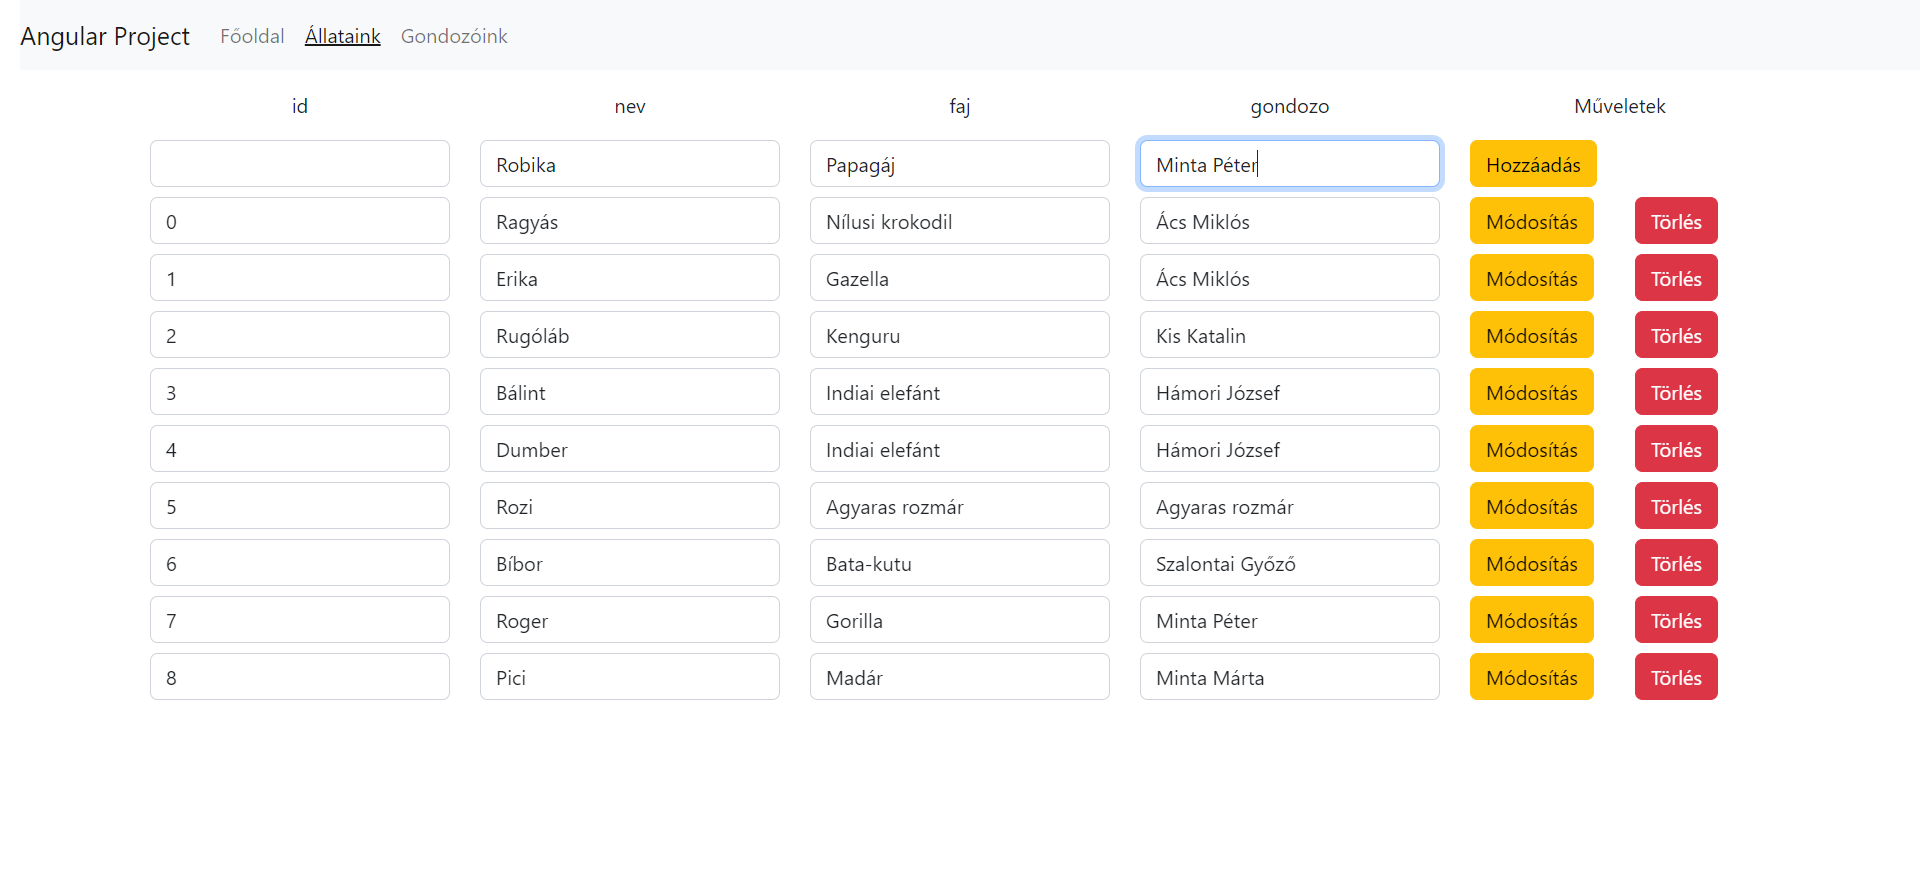 Angular Project Főoldal Állataink Gondozóink
id nev faj gondozo Műveletek
Robika Papagáj Minta Péter Hozzáadás
0 Ragyás Nílusi krokodil Ács Miklós Módosítás Törlés
1 Erika Gazella Ács Miklós Módosítás Törlés
2 Rugóláb Kenguru Kis Katalin Módosítás Törlés
3 Bálint Indiai elefánt Hámori József Módosítás Törlés
4 Dumber Indiai elefánt Hámori József Módosítás Törlés
5 Rozi Agyaras rozmár Agyaras rozmár Módosítás Törlés
6 Bíbor Bata-kutu Szalontai Győző Módosítás Törlés
7 Roger Gorilla Minta Péter Módosítás Törlés
8 Pici Madár Minta Márta Módosítás Törlés